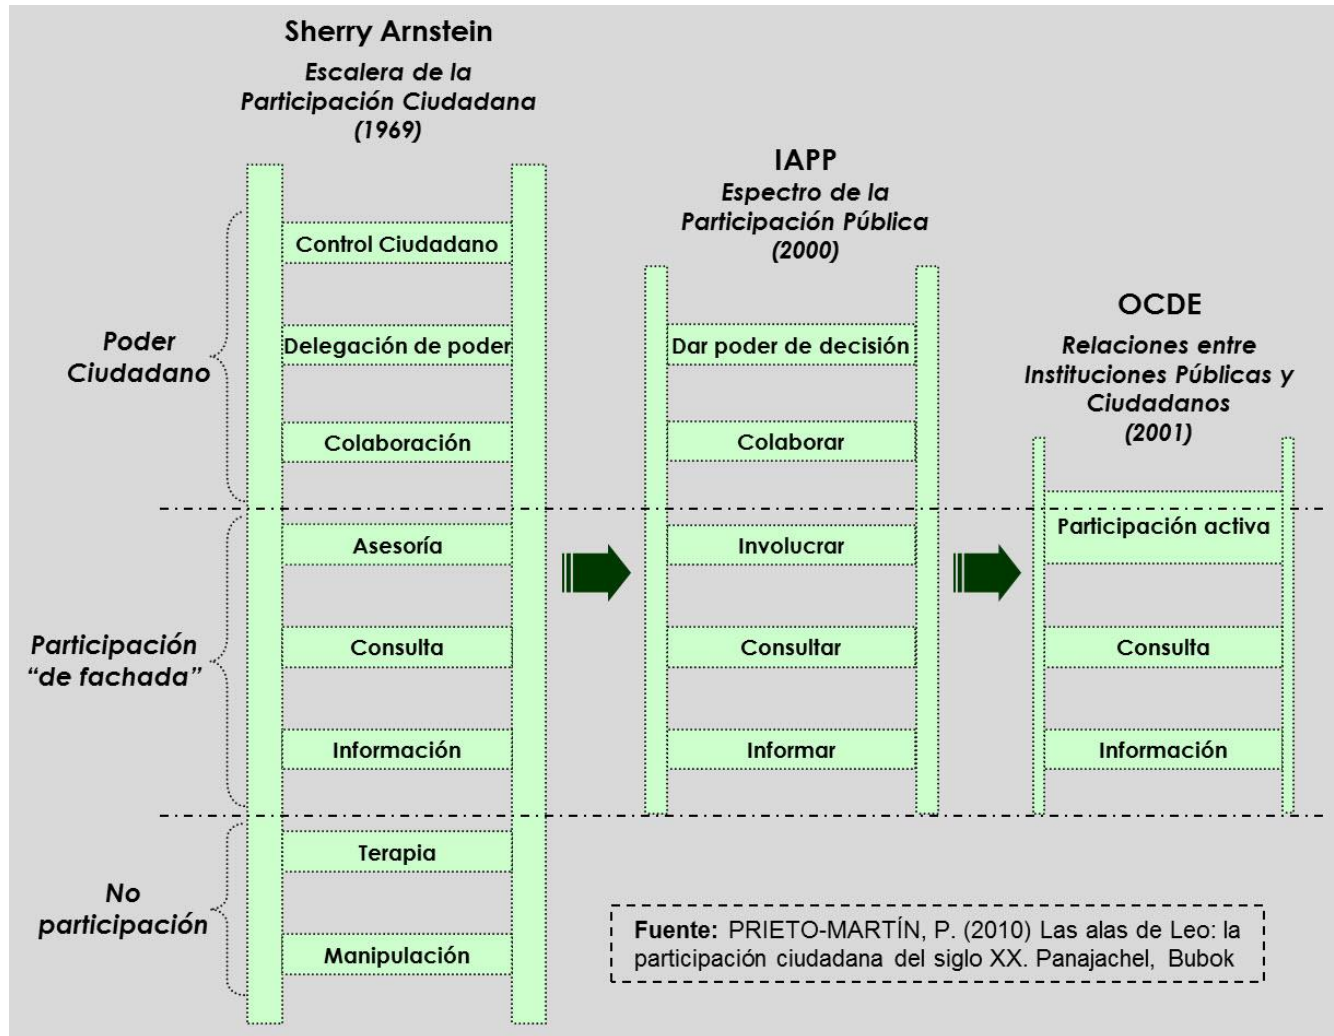 Sherry Arnstein
Escalera de la
Participación Ciudadana
(1969)
Poder
Ciudadano
Control Ciudadano
Delegación de poder
Colaboración
Participación
“de fachada”
Asesoría
Consulta
Información
No
participación
Terapia
Manipulación
IAPP
Espectro de la
Participación Pública
(2000)
Dar poder de decisión
Colaborar
Involucrar
Consultar
Informar
OCDE
Relaciones entre
Instituciones Públicas y
Ciudadanos
(2001)
Participación activa
Consulta
Información
Fuente: PRIETO-MARTÍN, P. (2010) Las alas de Leo: la
participación ciudadana del siglo XX. Panajachel, Bubok